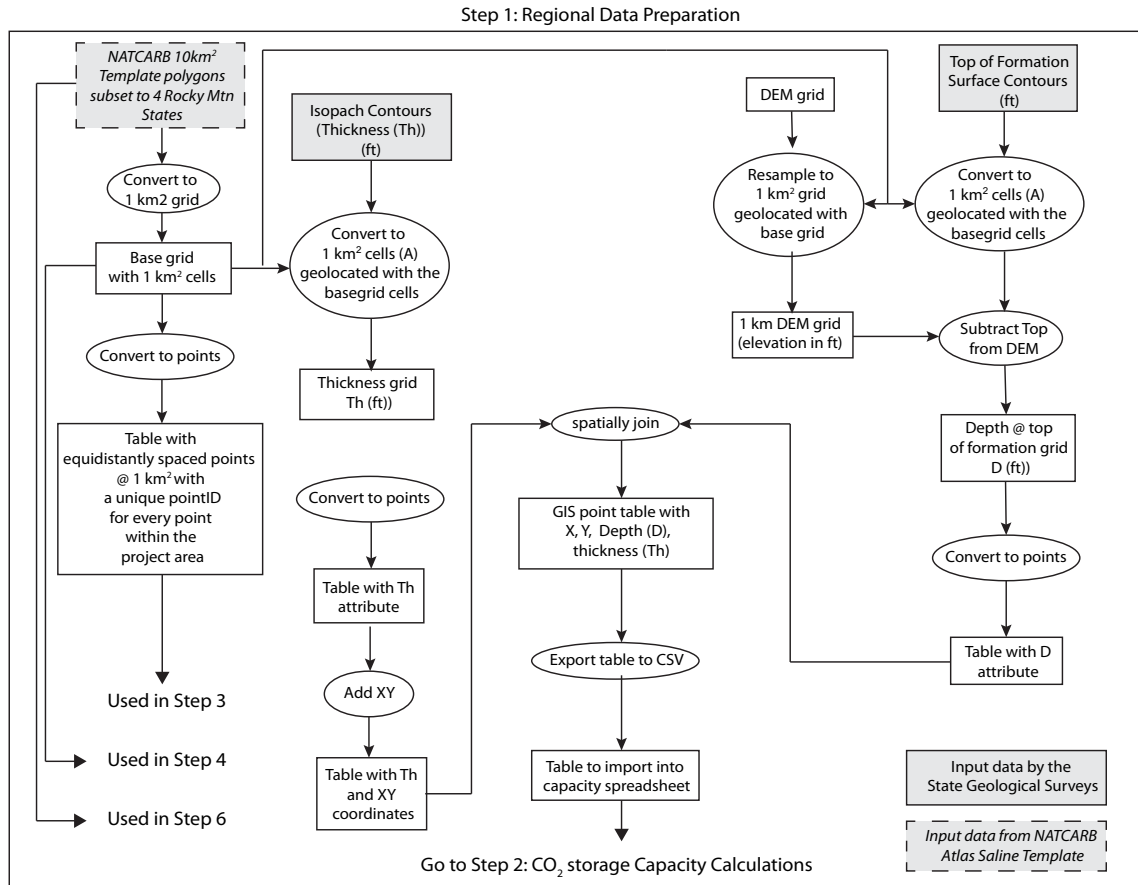 Step 1: Regional Data Preparation
NATCARB 10km²
Template polygons
subset to 4 Rocky Mtn
States
Convert to
1 km2 grid
Base grid
with 1 km² cells
Convert to points
Table with
equidistantly spaced points
@ 1 km² with
a unique pointID
for every point
within the
project area
Used in Step 3
Used in Step 4
Used in Step 6
Isopach Contours
(Thickness (Th))
(ft)
Convert to
1 km² cells (A)
geolocated with the
basegrid cells
Thickness grid
Th (ft))
Convert to points
Table with Th
attribute
Add XY
Table with Th
and XY
coordinates
spatially join
GIS point table with
X, Y, Depth (D),
thickness (Th)
Export table to CSV
Table to import into
capacity spreadsheet
Go to Step 2: CO₂ storage Capacity Calculations
DEM grid
Resample to
1 km² grid
geolocated with
base grid
1 km DEM grid
(elevation in ft)
Top of Formation
Surface Contours
(ft)
Convert to
1 km² cells (A)
geolocated with the
basegrid cells
Subtract Top
from DEM
Depth @ top
of formation grid
D (ft))
Convert to points
Table with D
attribute
Input data by the
State Geological Surveys
Input data from NATCARB
Atlas Saline Template